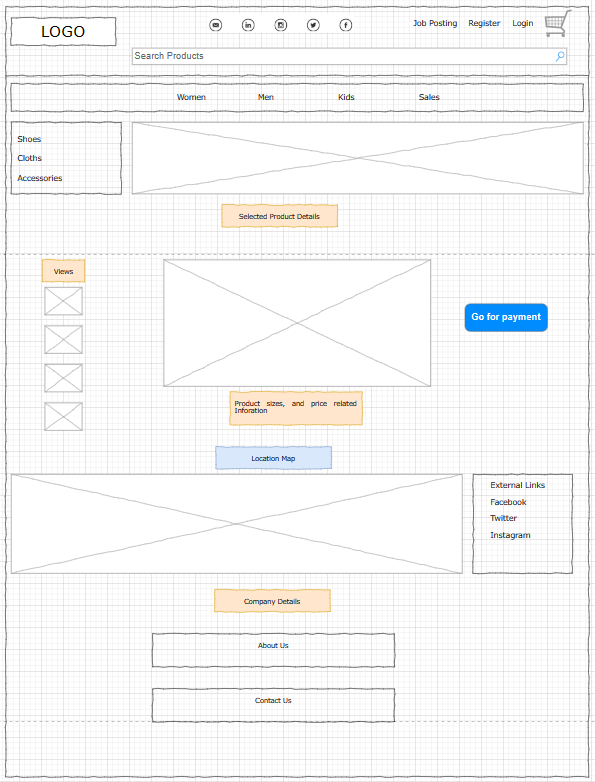 LOGO
Job Posting Register Login
Search Products
Women Men Kids Sales
Shoes
Cloths
Accessories
Selected Product Details
Views
Go for payment
Product sizes, and price related
Inforation
Location Map
External Links
Facebook
Twitter
Instagram
Company Details
About Us
Contact Us